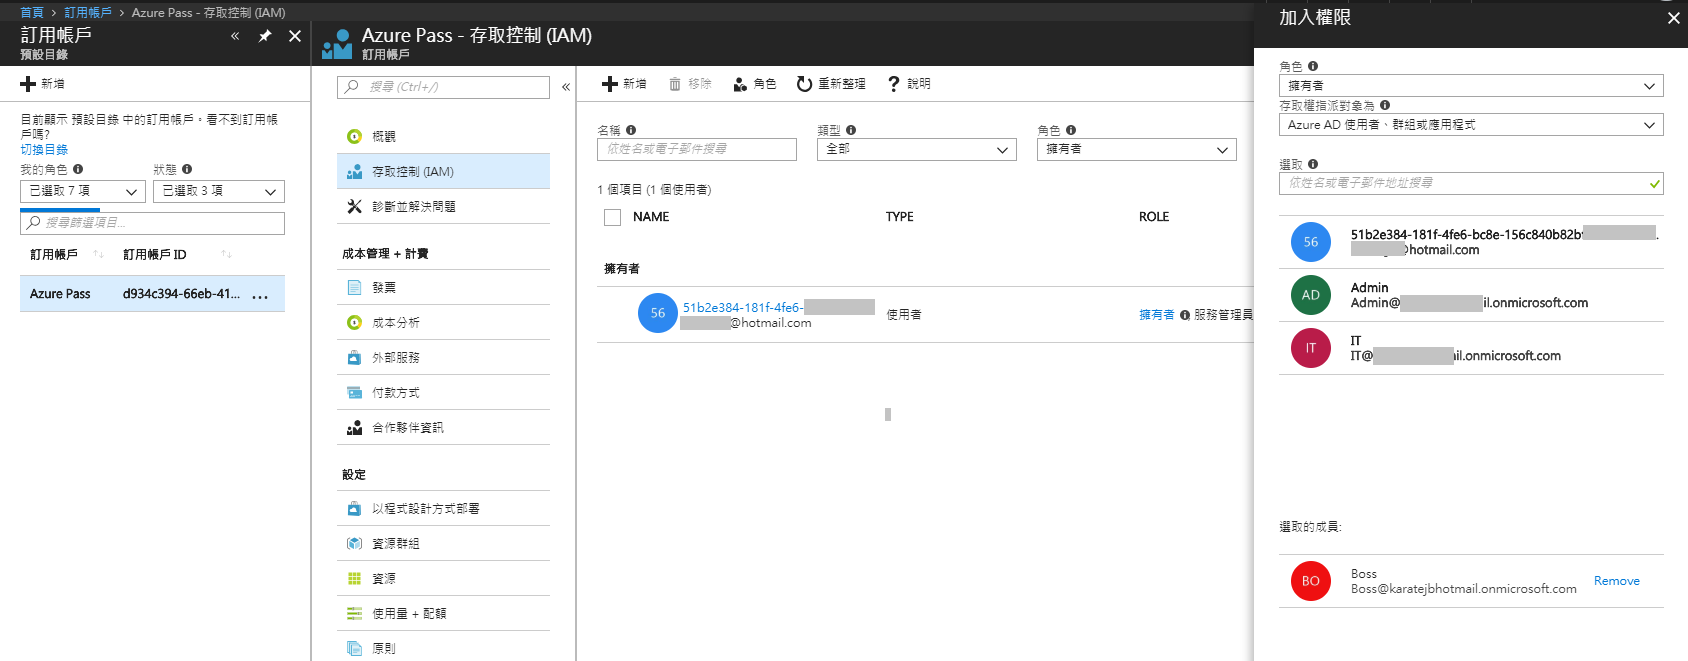 首頁 > 訂用帳戶 > Azure Pass - 存取控制 (IAM)
訂用帳戶
預設目錄
新增
目前顯示 預設目錄 中的訂用帳戶。看不到訂用帳
戶嗎?
切換目錄
我的角色 狀態
已選取 7 項 已選取 3 項
搜尋篩選項目...
訂用帳戶 訂用帳戶 ID
Azure Pass d934c394-66eb-41... ...
Azure Pass - 存取控制 (IAM)
訂用帳戶
搜尋 (Ctrl+/)
概觀
存取控制 (IAM)
診斷並解決問題
成本管理 + 計費
發票
成本分析
外部服務
付款方式
合作夥伴資訊
設定
以程式設計方式部署
資源群組
資源
使用量 + 配額
原則
新增 移除 角色 重新整理 說明
名稱 類型 角色
依姓名或電子郵件搜尋 全部 擁有者
1 個項目 (1 個使用者)
NAME TYPE ROLE
擁有者
56 51b2e384-181f-4fe6-
@hotmail.com 使用者 擁有者 服務管理員
加入權限
角色
擁有者
存取權指派對象為
Azure AD 使用者、群組或應用程式
選取
依姓名或電子郵件地址搜尋
56 51b2e384-181f-4fe6-bc8e-156c840b82b
@hotmail.com
AD Admin
Admin@ il.onmicrosoft.com
IT IT
IT@ il.onmicrosoft.com
選取的成員:
BO Boss
Boss@karatejbhotmail.onmicrosoft.com Remove